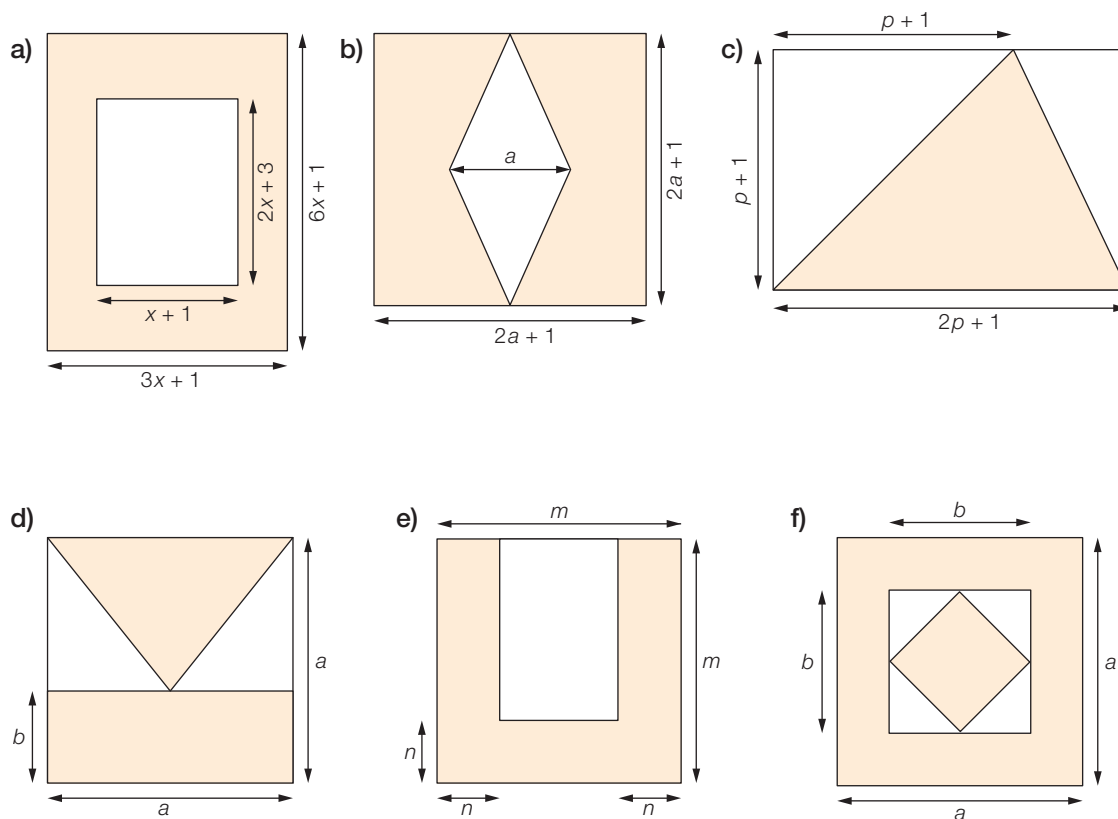 a)
6x + 1
2x + 3
x + 1
3x + 1
b)
a
2a + 1
2a + 1
c)
p + 1
p + 1
2p + 1
d)
a
b
a
e)
m
m
n
n
n
f)
b
b
a
a